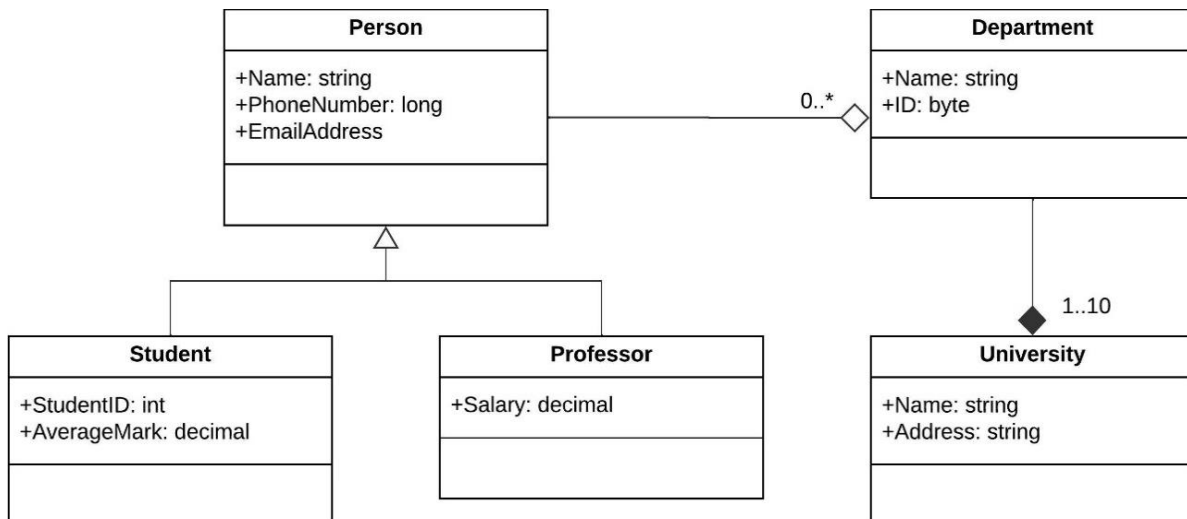 Person
+Name: string
+PhoneNumber: long
+EmailAddress
0..*
Department
+Name: string
+ID: byte
1..10
Student
+StudentID: int
+AverageMark: decimal
Professor
+Salary: decimal
University
+Name: string
+Address: string